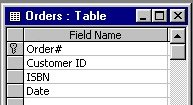 Orders : Table
Field Name
Order#
Customer ID
ISBN
Date